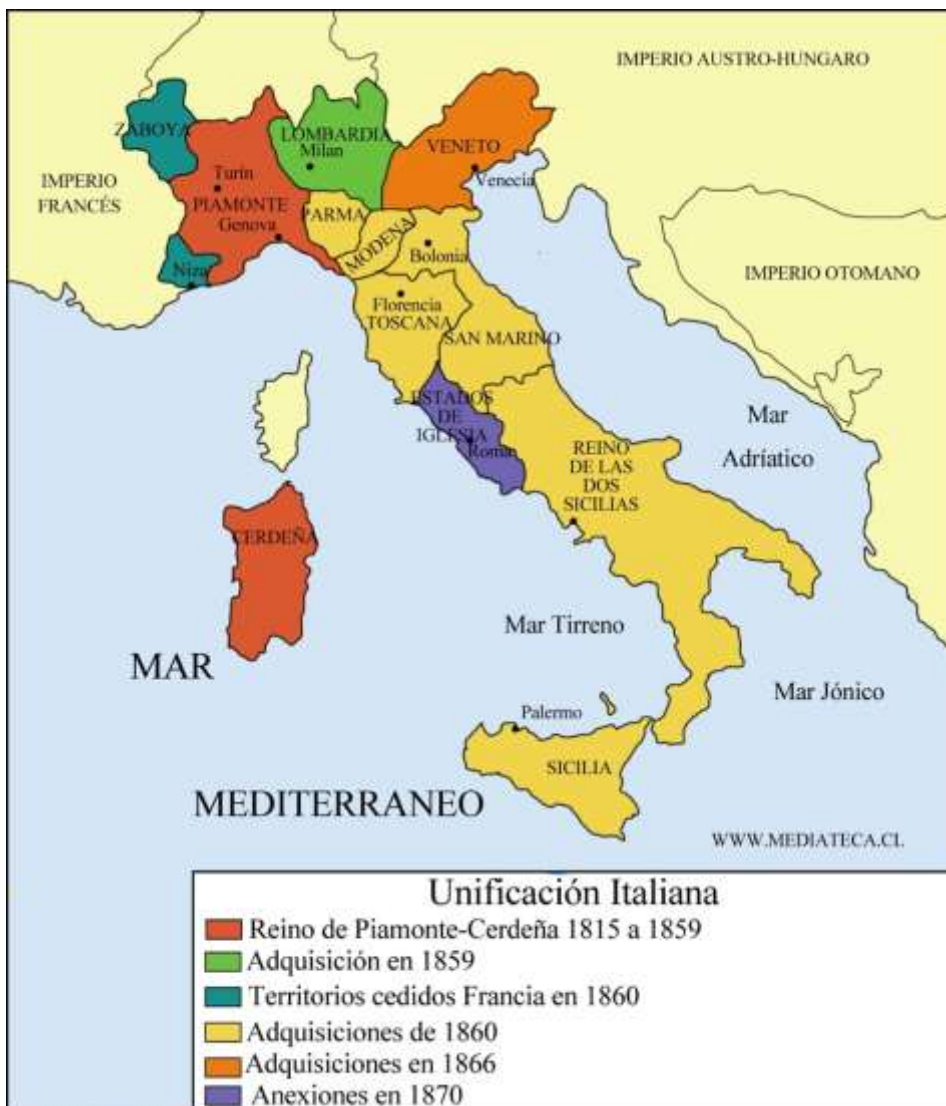 IMPERIO AUSTRO-HUNGARO
ZABOYA
LOMBARDIA
Milan
VENETO
Venecia
IMPERIO
FRANCÉS
Turín
PIAMONTE
Genova
PARMA
MODENA
Bolonia
Niza
Florencia
TOSCANA
SAN MARINO
IMPERIO OTOMANO
ESTADOS
DE
IGLESIA
Roma
REINO
DE LAS
DOS
SICILIAS
Mar
Adríatico
CERDEÑA
Mar Tirreno
MAR
Mar Jónico
Palermo
SICILIA
MEDITERRANEO
WWW.MEDIATECA.CL
Unificación Italiana
Reino de Piamonte-Cerdeña 1815 a 1859
Adquisición en 1859
Territorios cedidos Francia en 1860
Adquisiciones de 1860
Adquisiciones en 1866
Anexiones en 1870